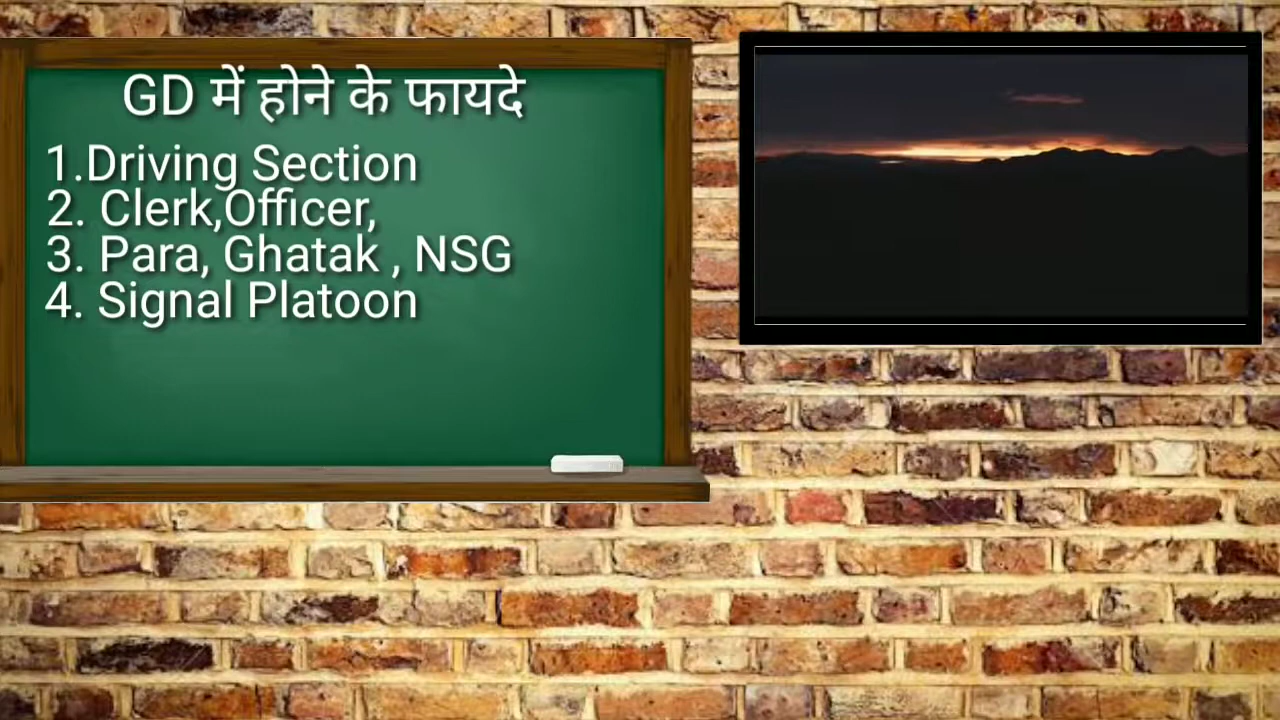 GD में होने के फायदे
1.Driving Section
2. Clerk,Officer,
3. Para, Ghatak , NSG
4. Signal Platoon